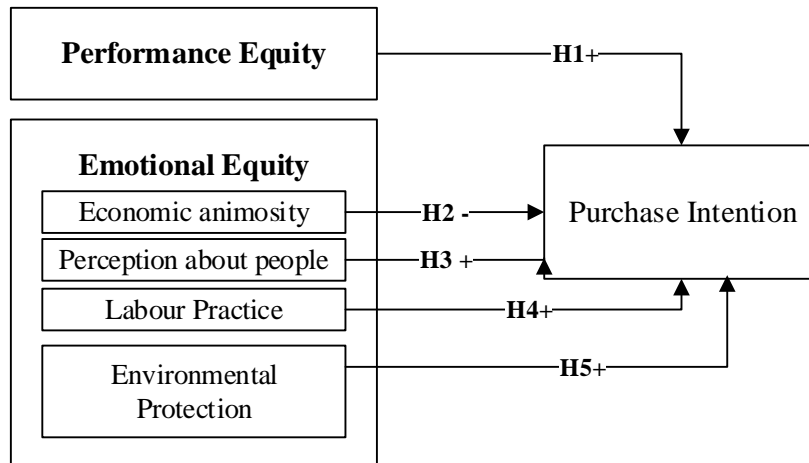 Performance Equity
H1+
Emotional Equity
Economic animosity
H2 -
Purchase Intention
Perception about people
H3 +
Labour Practice
H4+
Environmental
Protection
H5+